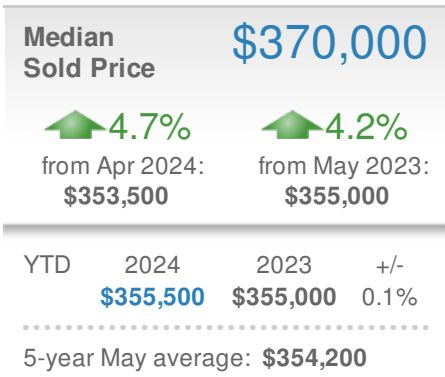 Median $370,000
Sold Price
4.7% 4.2%
from Apr 2024: from May 2023:
$353,500 $355,000
YTD 2024 2023 +/-
$355,500 $355,000 0.1%
5-year May average: $354,200